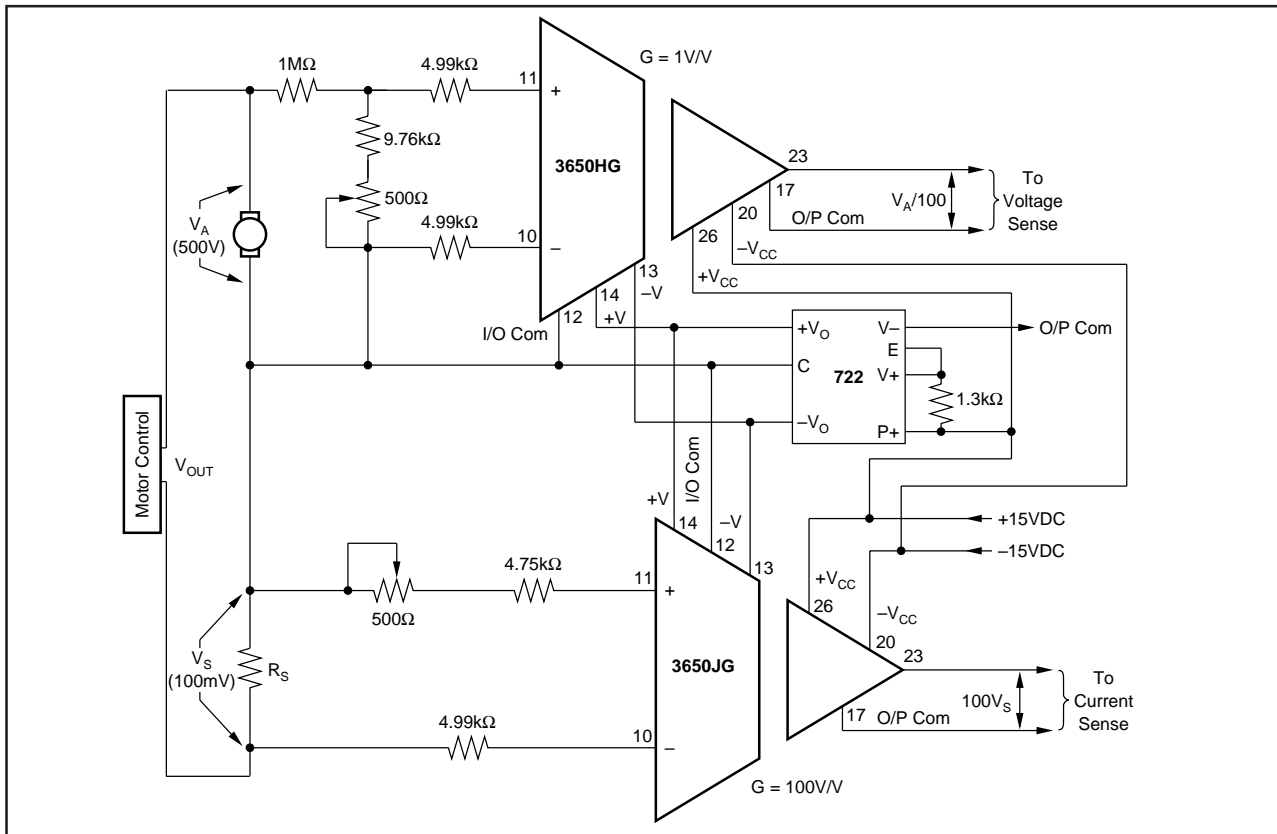 1MΩ
4.99kΩ
11
+
G = 1V/V
9.76kΩ
3650HG
23
17
To
Voltage
Sense
V_A/100
500Ω
V_A
(500V)
4.99kΩ
10
–
20
O/P Com
26
–V_CC
+V_CC
13
–V
14
+V
12
I/O Com
+V_O
V–
O/P Com
E
C
722
V+
1.3kΩ
–V_O
P+
Motor Control
V_OUT
I/O Com
+V
14
–V
12
13
+15VDC
–15VDC
4.75kΩ
11
+
500Ω
+V_CC
26
–V_CC
20
V_S
(100mV)
R_S
3650JG
23
100V_S
To
Current
Sense
17
O/P Com
4.99kΩ
10
–
G = 100V/V